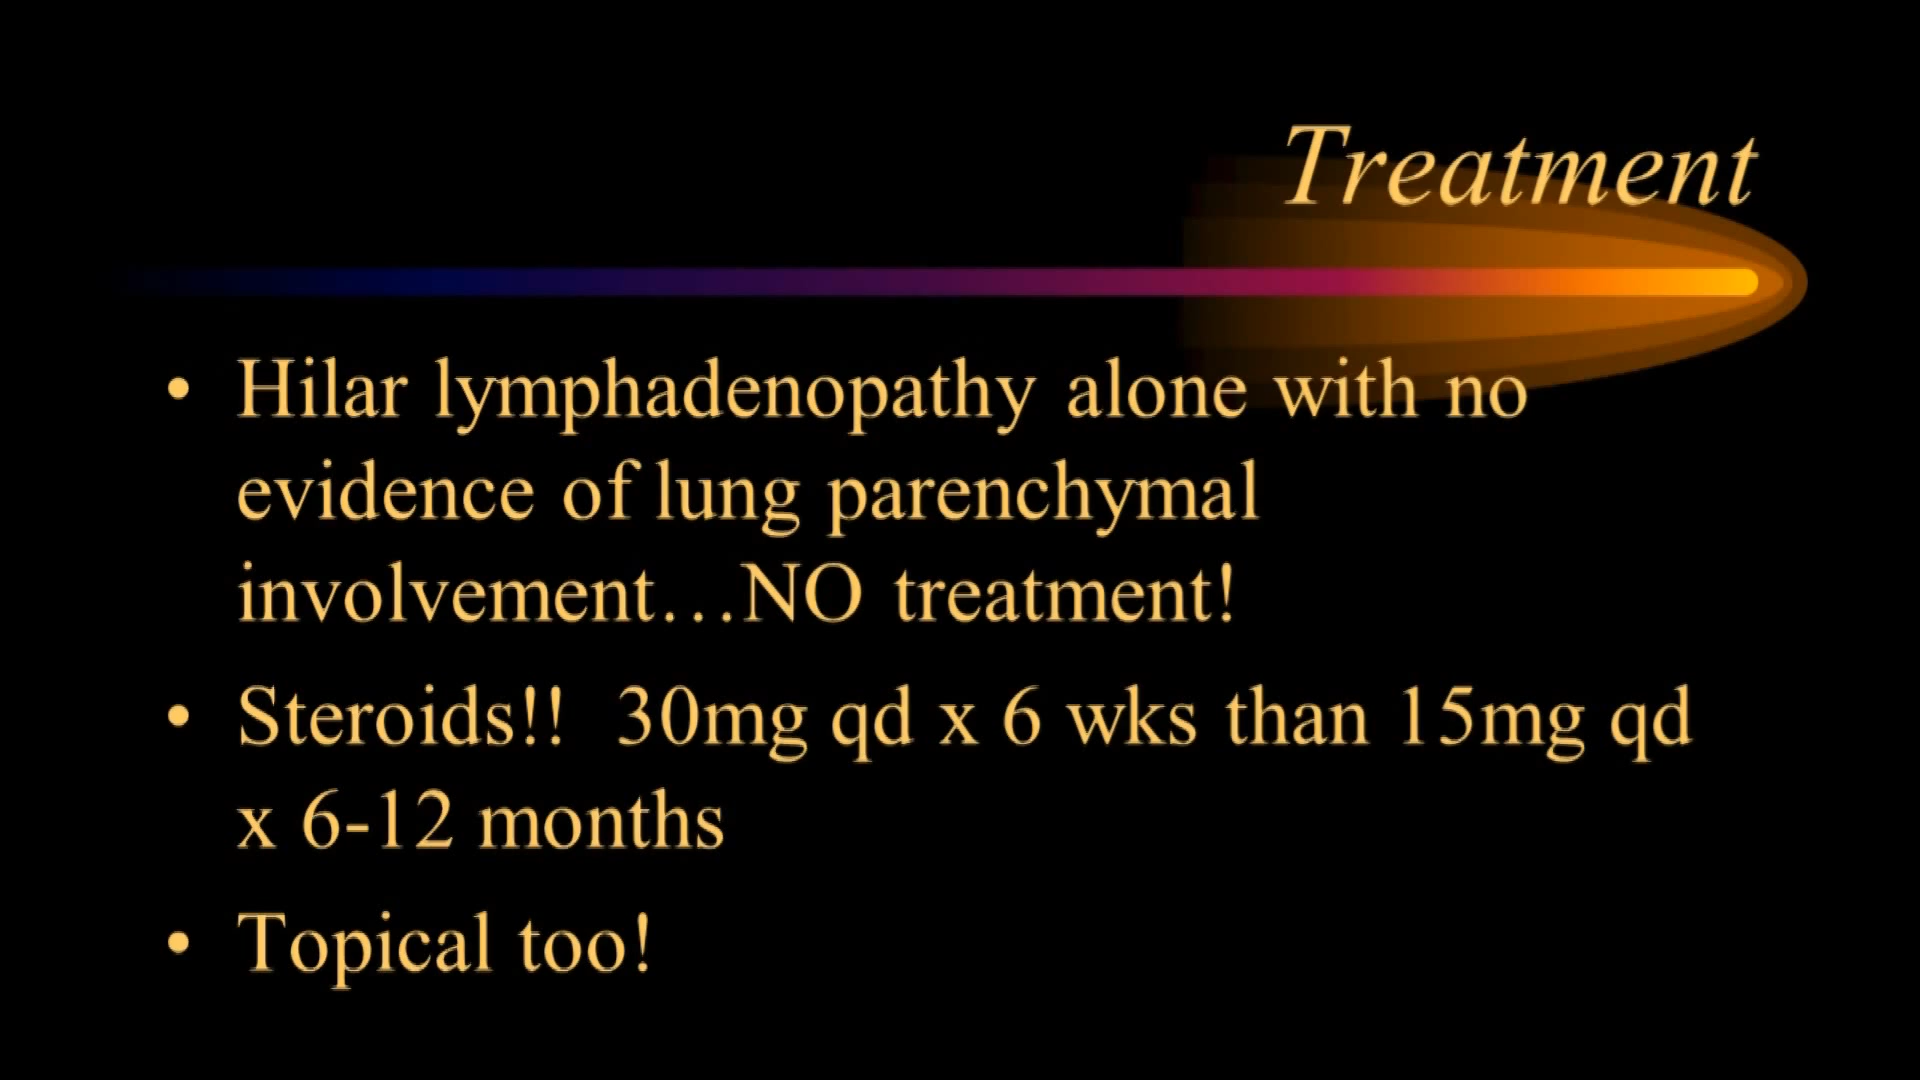 Treatment
• Hilar lymphadenopathy alone with no
evidence of lung parenchymal
involvement…NO treatment!
• Steroids!!  30mg qd x 6 wks than 15mg qd
x 6-12 months
• Topical too!